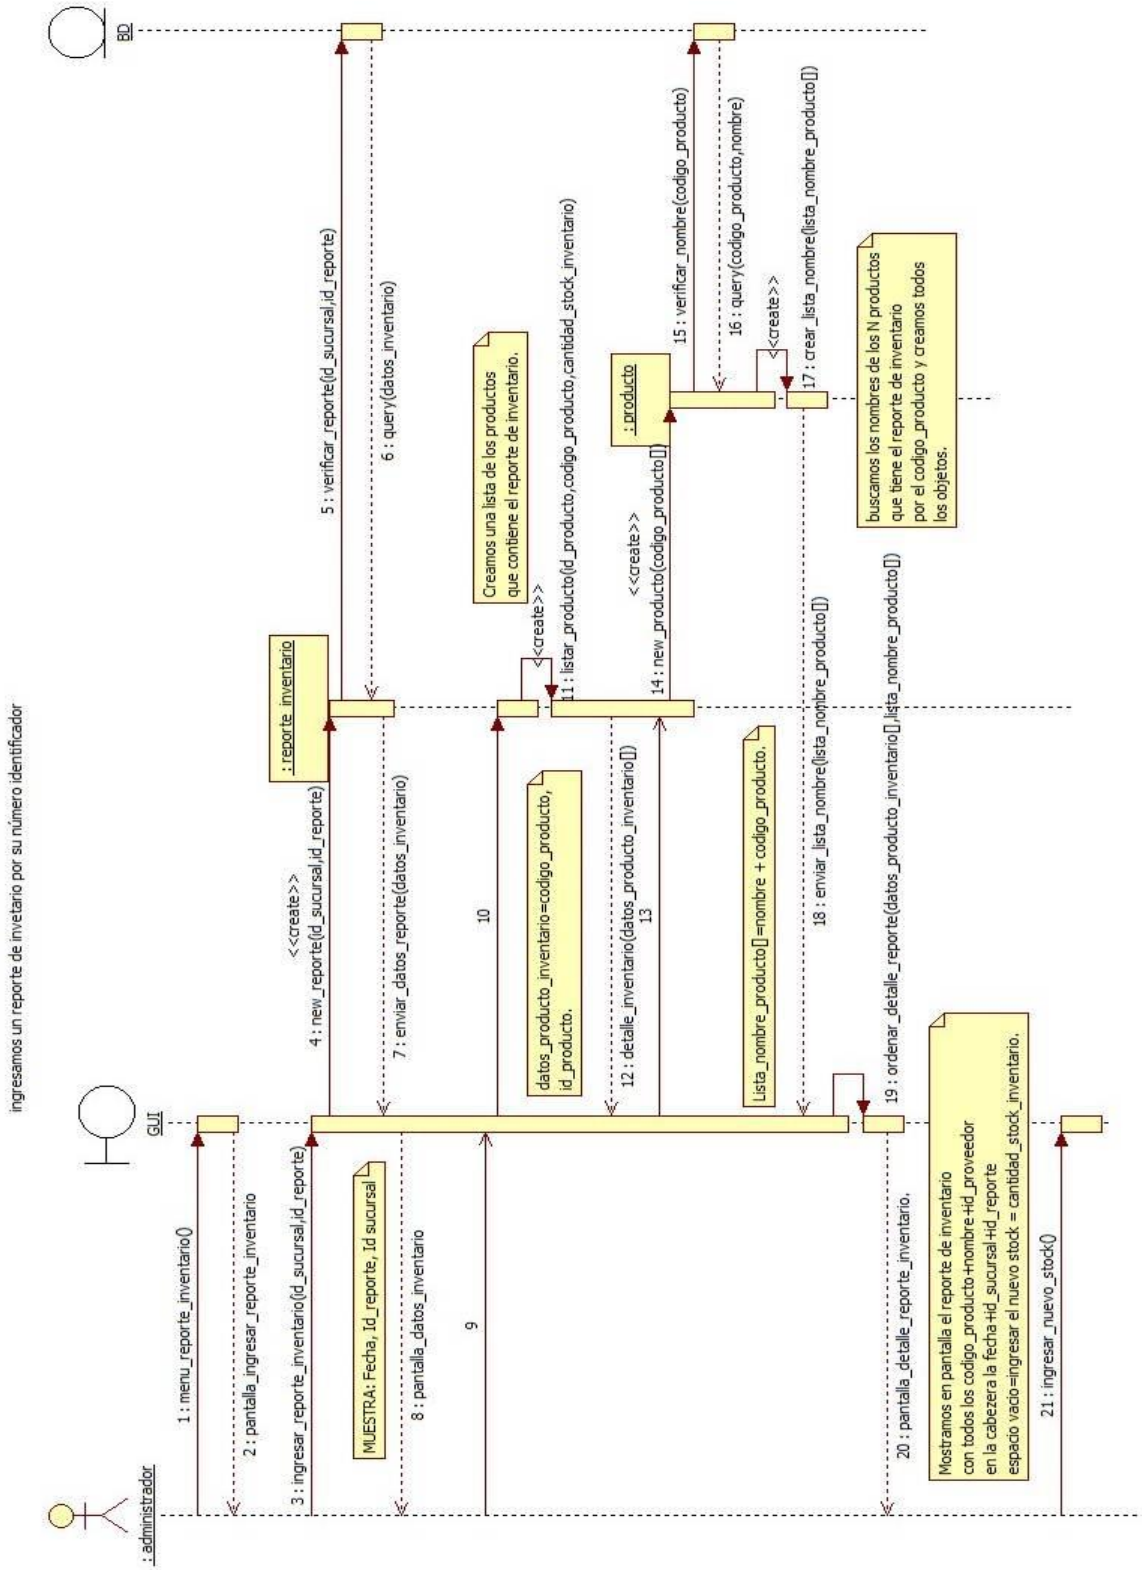 ingresamos un reporte de invetario por su número identificador
: administrador
GUI
BD
1 : menu_reporte_inventario()
2 : pantalla_ingresar_reporte_inventario
3 : ingresar_reporte_inventario(id_sucursal,id_reporte)
<<create>>
4 : new_reporte(id_sucursal,id_reporte)
: reporte_inventario
5 : verificar_reporte(id_sucursal,id_reporte)
6 : query(datos_inventario)
7 : enviar_datos_reporte(datos_inventario)
MUESTRA: Fecha, Id_reporte, Id sucursal
8 : pantalla_datos_inventario
9
10
Creamos una lista de los productos
que contiene el reporte de inventario.
<<create>>
11 : listar_producto(id_producto,codigo_producto,cantidad_stock_inventario)
datos_producto_inventario=codigo_producto,
id_producto.
12 : detalle_inventario(datos_producto_inventario[])
13
<<create>>
14 : new_producto(codigo_producto[])
: producto
15 : verificar_nombre(codigo_producto)
16 : query(codigo_producto,nombre)
<<create>>
17 : crear_lista_nombre(lista_nombre_producto[])
Lista_nombre_producto[]=nombre + codigo_producto.
18 : enviar_lista_nombre(lista_nombre_producto[])
buscamos los nombres de los N productos
que tiene el reporte de inventario
por el codigo_producto y creamos todos
los objetos.
19 : ordenar_detalle_reporte(datos_producto_inventario[],lista_nombre_producto[])
20 : pantalla_detalle_reporte_inventario.
Mostramos en pantalla el reporte de inventario
con todos los codigo_producto+nombre+id_proveedor
en la cabezera la fecha+id_sucursal+id_reporte
espacio vacio=ingresar el nuevo stock = cantidad_stock_inventario.
21 : ingresar_nuevo_stock()